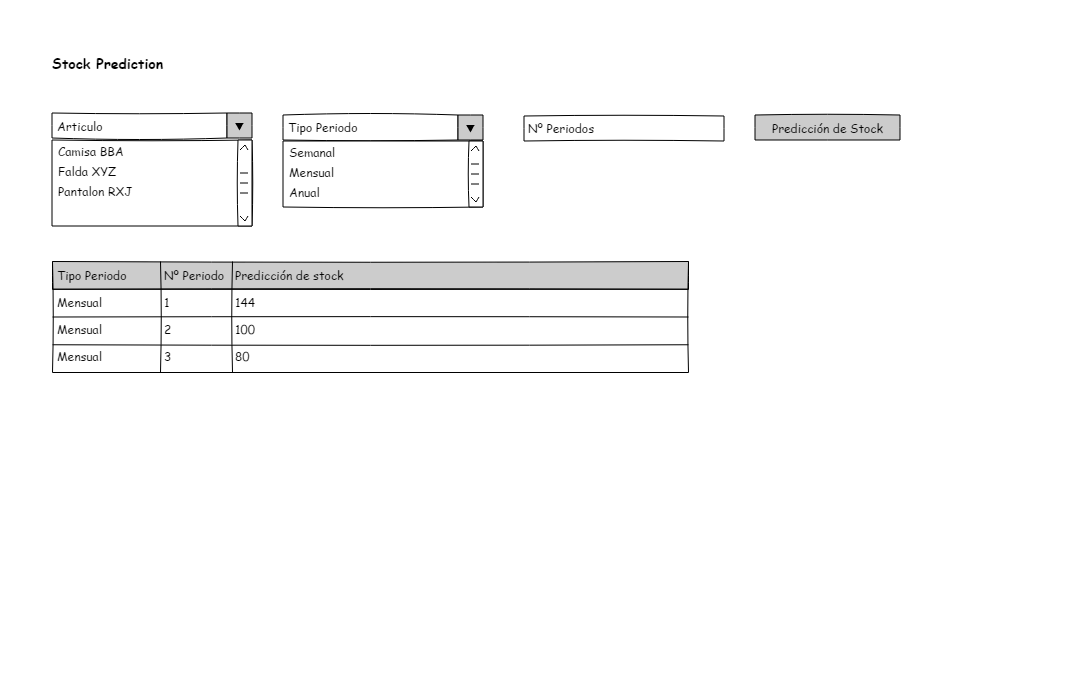 Stock Prediction
Articulo ▼ Tipo Periodo ▼ Nº Periodos Predicción de Stock
Camisa BBA
Falda XYZ
Pantalon RXJ
Semanal
Mensual
Anual
Tipo Periodo Nº Periodo Predicción de stock
Mensual 1 144
Mensual 2 100
Mensual 3 80